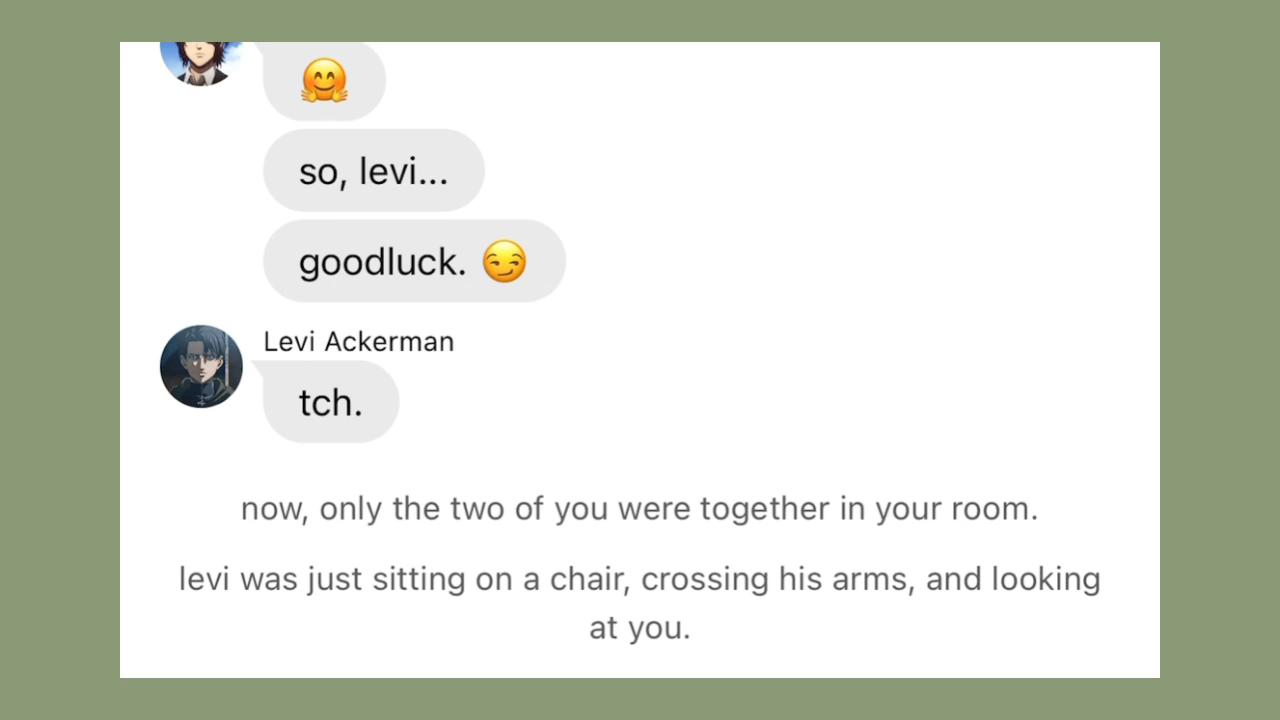 🤗
so, levi...
goodluck. 😏
Levi Ackerman
tch.
now, only the two of you were together in your room.
levi was just sitting on a chair, crossing his arms, and looking
at you.